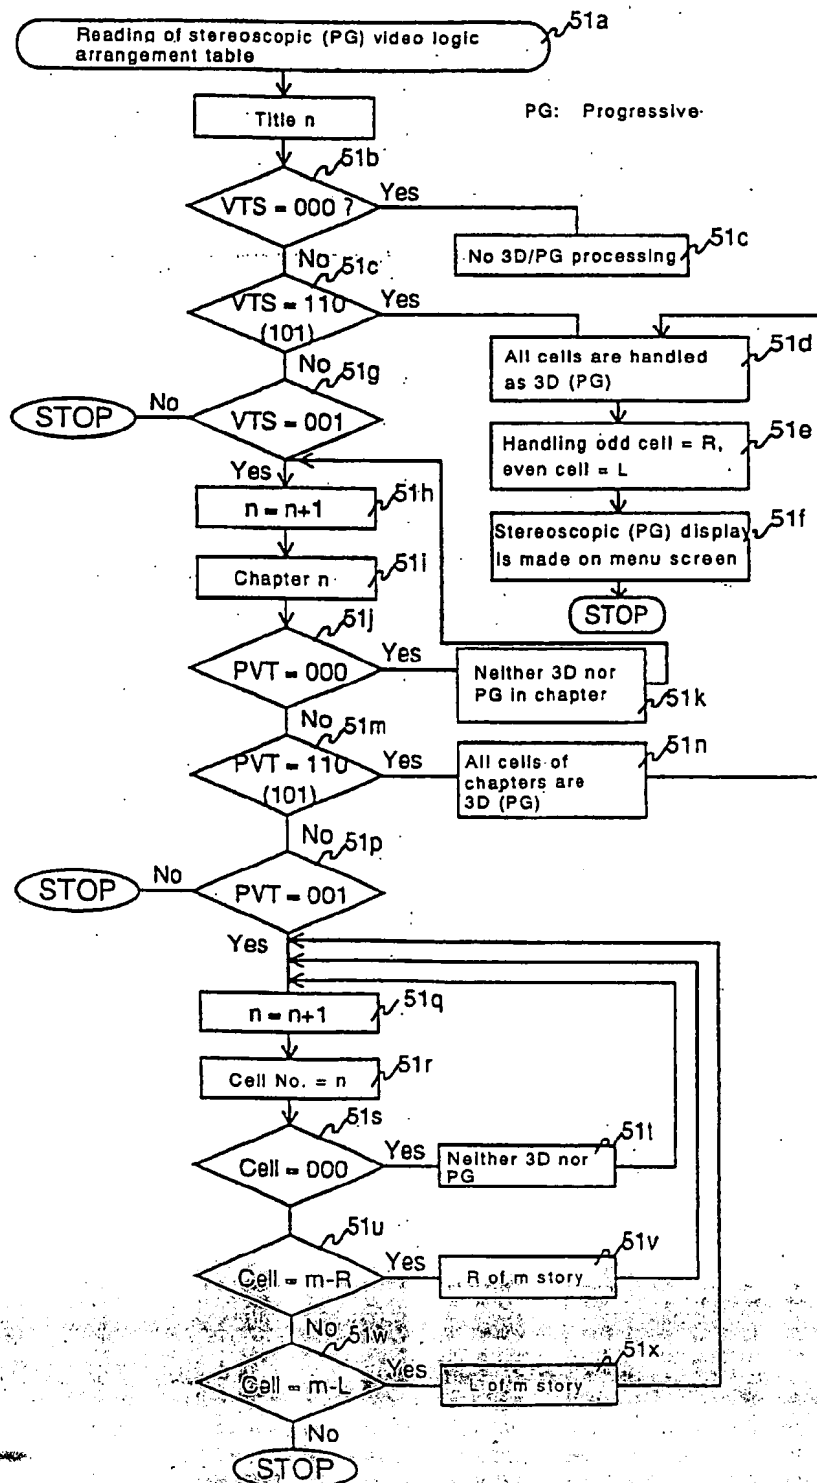 51a
Reading of stereoscopic (PG) video logic
arrangement table
Title n
PG: Progressive
51b
VTS = 000 ?
Yes
No
51c
No 3D/PG processing
51c
VTS = 110
(101)
Yes
No
51d
All cells are handled
as 3D (PG)
51g
VTS = 001
No
STOP
Yes
51e
Handling odd cell = R,
even cell = L
51h
n = n+1
51f
Stereoscopic (PG) display
is made on menu screen
STOP
51i
Chapter n
51j
PVT = 000
Yes
Neither 3D nor
PG in chapter
51k
No
51m
PVT = 110
(101)
Yes
51n
All cells of
chapters are
3D (PG)
No
51p
PVT = 001
No
STOP
Yes
51q
n = n+1
51r
Cell No. = n
51s
Cell = 000
Yes
51t
Neither 3D nor
PG
51u
Cell = m-R
Yes
51v
R of m story
No
51w
Cell = m-L
Yes
51x
L of m story
No
STOP